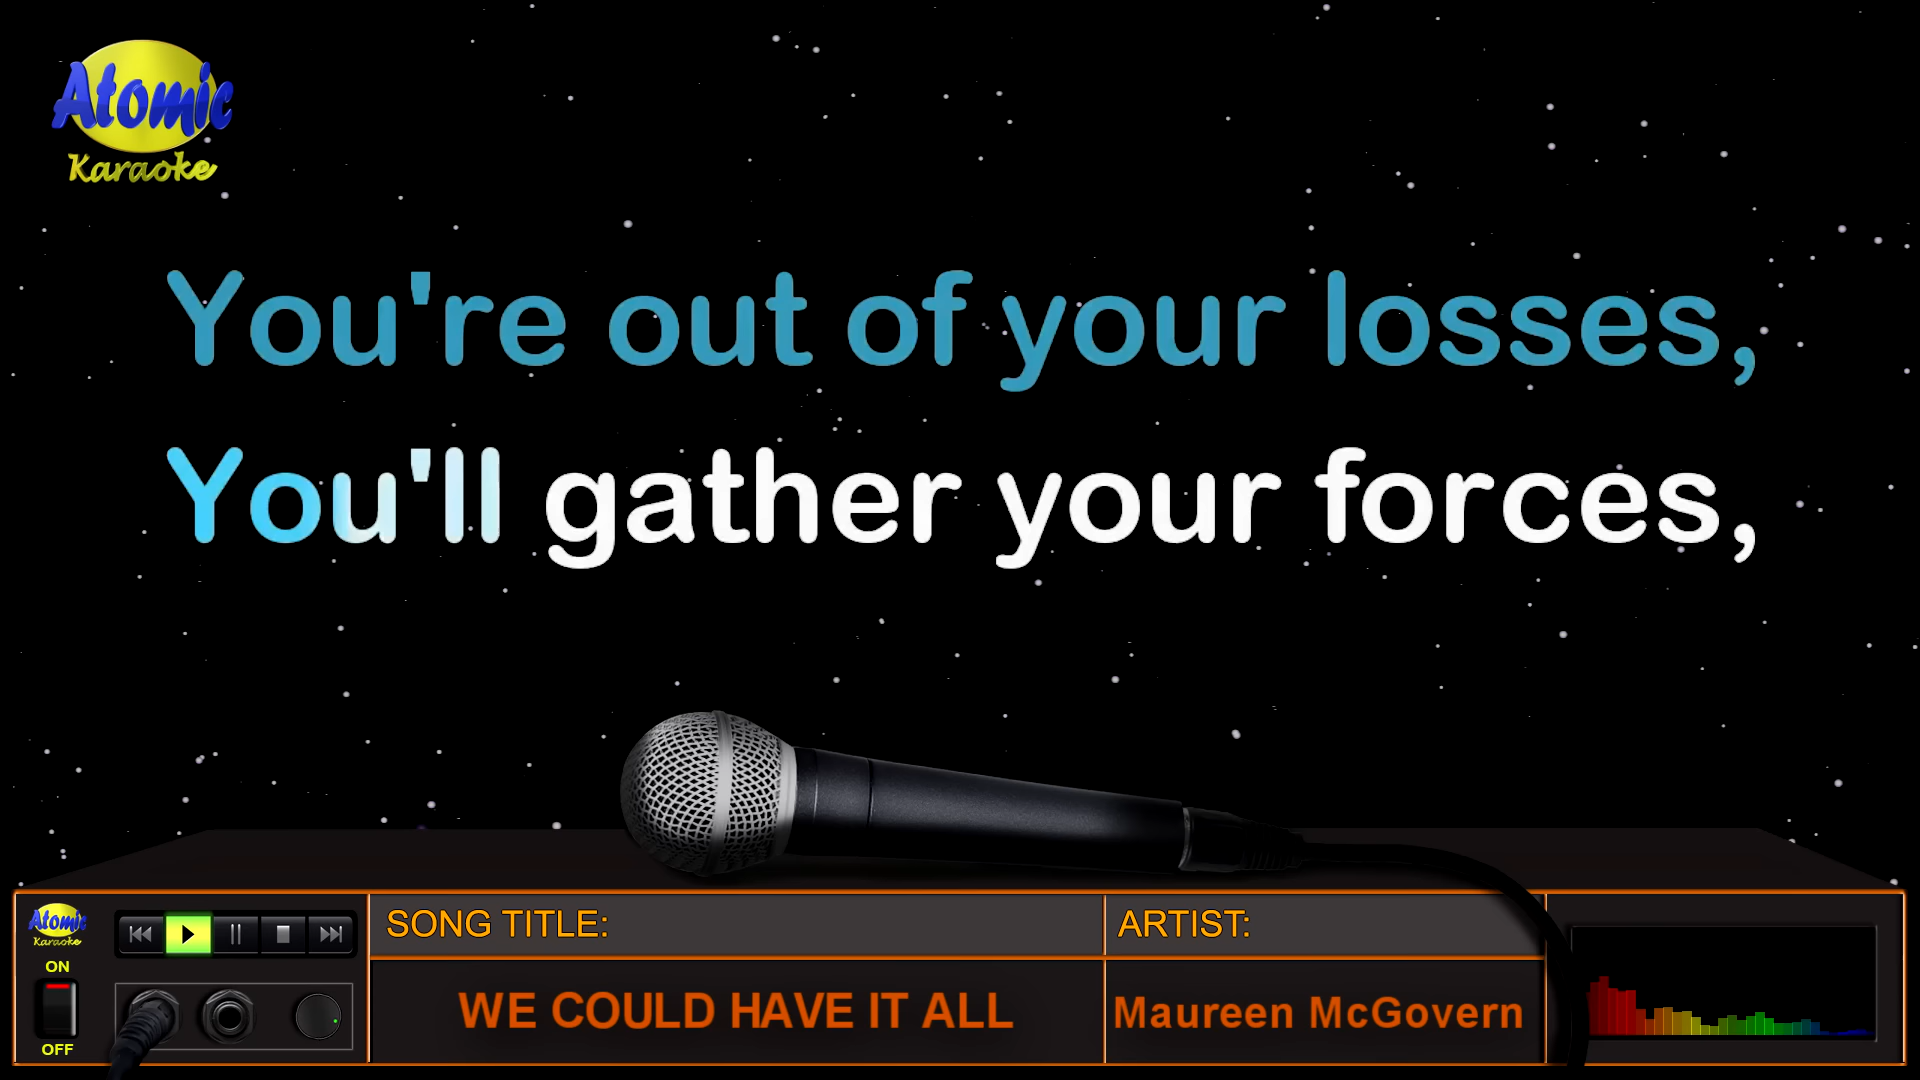 Atomic
Karaoke
You're out of your losses,
You'll gather your forces,
Atomic
Karaoke
ON
OFF
SONG TITLE:
ARTIST:
WE COULD HAVE IT ALL
Maureen McGovern